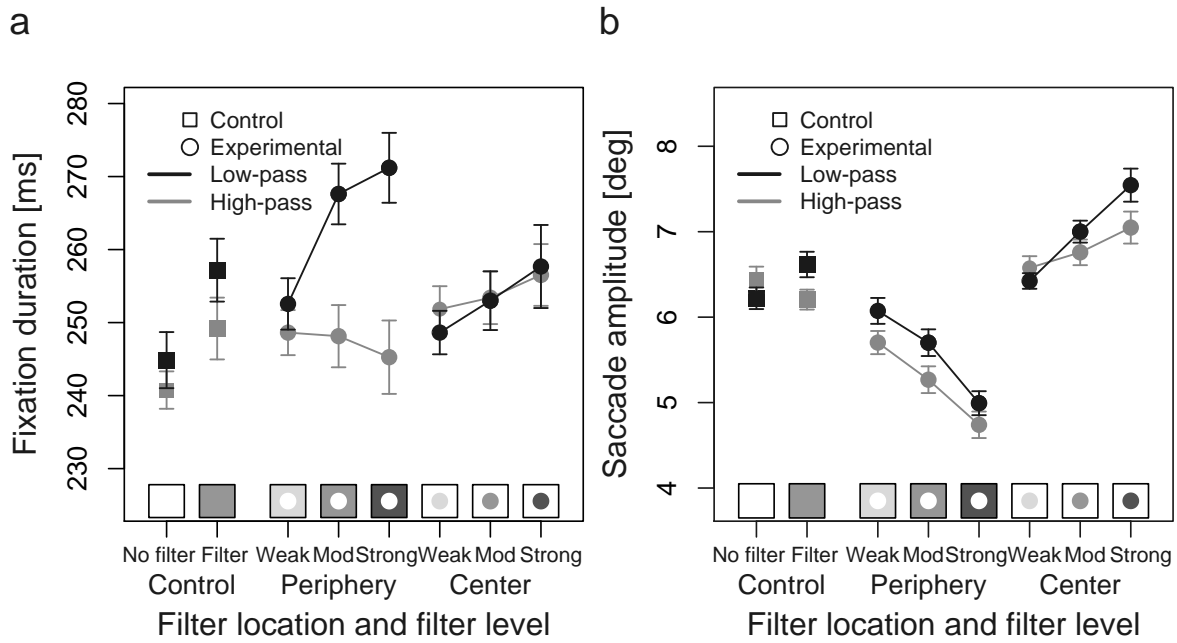 a
Fixation duration [ms]
280
270
260
250
240
230
Control
Experimental
Low-pass
High-pass
No filter Filter Weak Mod Strong Weak Mod Strong
Control Periphery Center
Filter location and filter level
b
Saccade amplitude [deg]
8
7
6
5
4
Control
Experimental
Low-pass
High-pass
No filter Filter Weak Mod Strong Weak Mod Strong
Control Periphery Center
Filter location and filter level